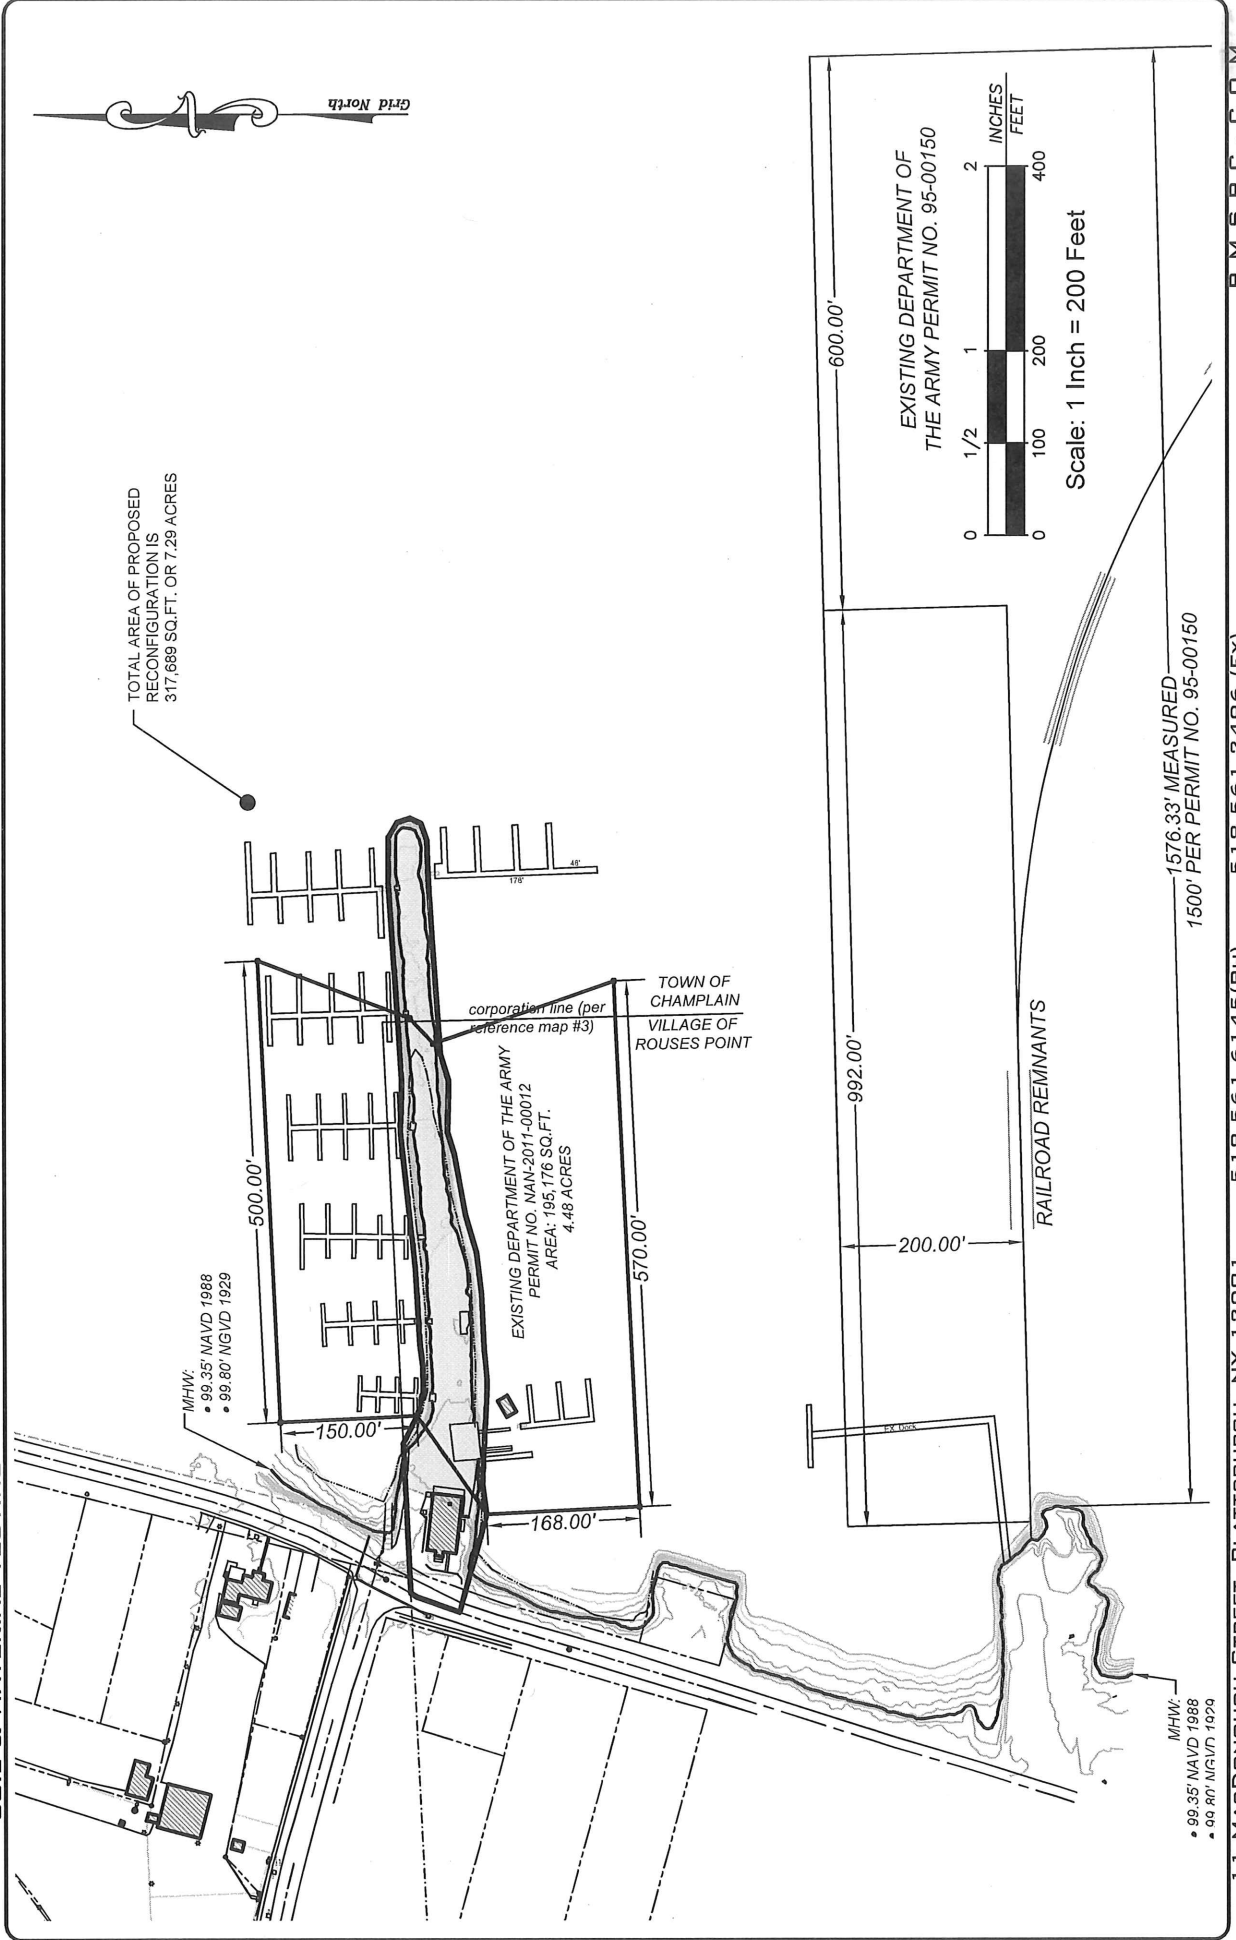 Grid North
TOTAL AREA OF PROPOSED
RECONFIGURATION IS
317,689 SQ.FT. OR 7.29 ACRES
MHW:
• 99.35' NAVD 1988
• 99.80' NGVD 1929
500.00'
150.00'
178'
48'
corporation line (per
reference map #3)
TOWN OF
CHAMPLAIN
VILLAGE OF
ROUSES POINT
EXISTING DEPARTMENT OF THE ARMY
PERMIT NO. NAN-2011-00012
AREA: 195,176 SQ.FT.
4.48 ACRES
570.00'
168.00'
600.00'
992.00'
200.00'
EX. Dock
EXISTING DEPARTMENT OF
THE ARMY PERMIT NO. 95-00150
0 1/2 1 2 INCHES
0 100 200 400 FEET
Scale: 1 Inch = 200 Feet
RAILROAD REMNANTS
1576.33' MEASURED
1500' PER PERMIT NO. 95-00150
MHW:
• 99.35' NAVD 1988
• 99.80' NGVD 1929